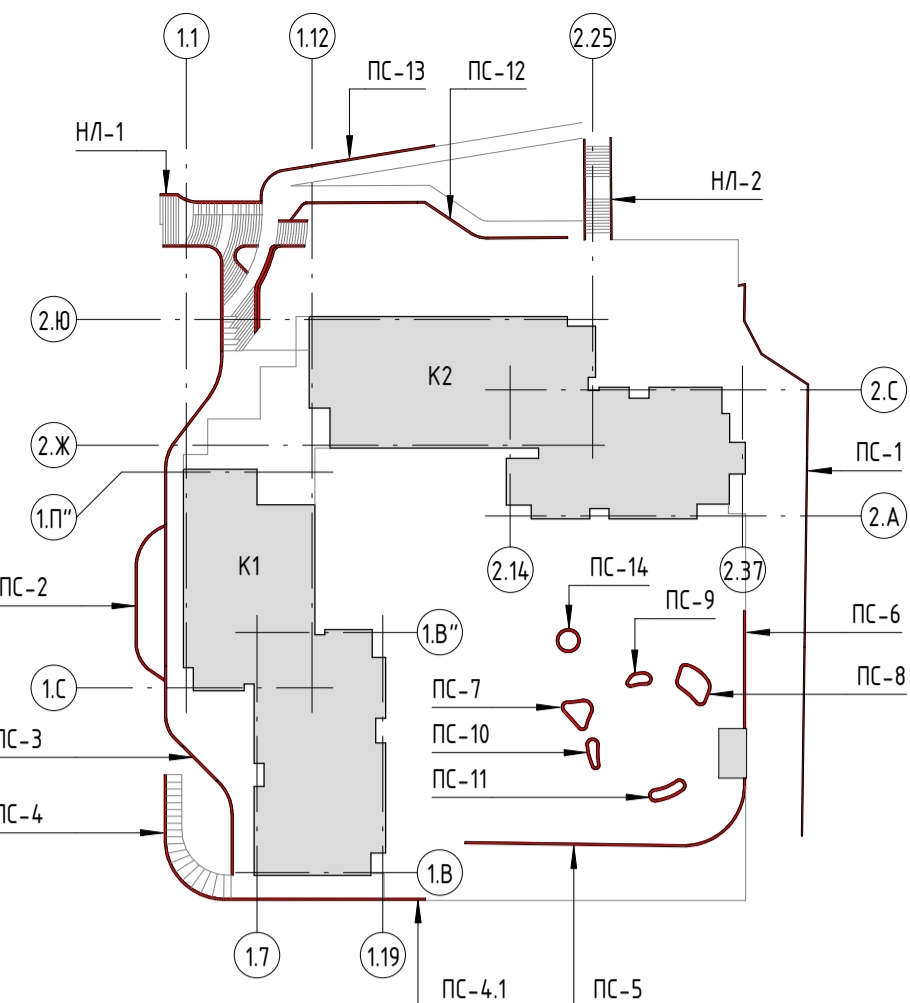 1.1
1.12
2.25
ПС-13
ПС-12
НЛ-1
НЛ-2
2.Ю
К2
2.С
2.Ж
ПС-1
1.П"
2.А
К1
2.14
2.37
ПС-14
ПС-2
ПС-9
ПС-6
1.В"
ПС-8
1.С
ПС-7
ПС-3
ПС-10
ПС-11
ПС-4
1.В
1.7
1.19
ПС-4.1
ПС-5